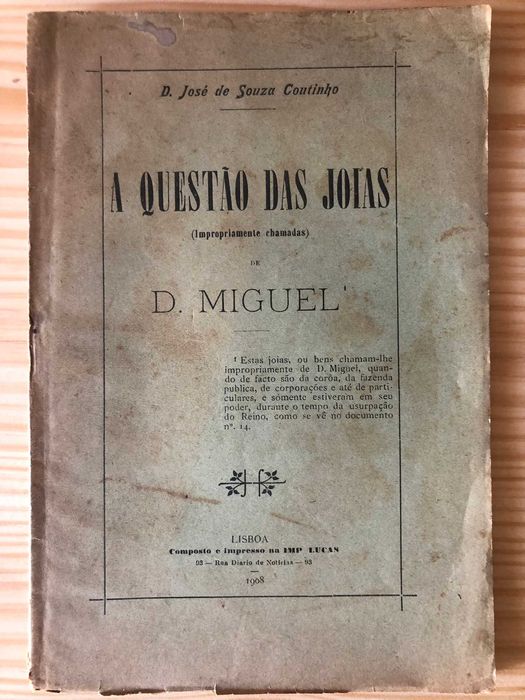 D. José de Souza Coutinho
A QUESTÃO DAS JOIAS
(Impropriamente chamadas)
DE
D. MIGUEL¹
¹ Estas joias, ou bens chamam-lhe
impropriamente de D. Miguel, quan-
do de facto são da corôa, da fazenda
publica, de corporações e até de parti-
culares, e sómente estiveram em seu
poder, durante o tempo da usurpação
do Reino, como se vê no documento
nº. 14.
LISBOA
Composto e impresso na IMP LUCAS
93 — Rua Diario de Noticias — 93
1908